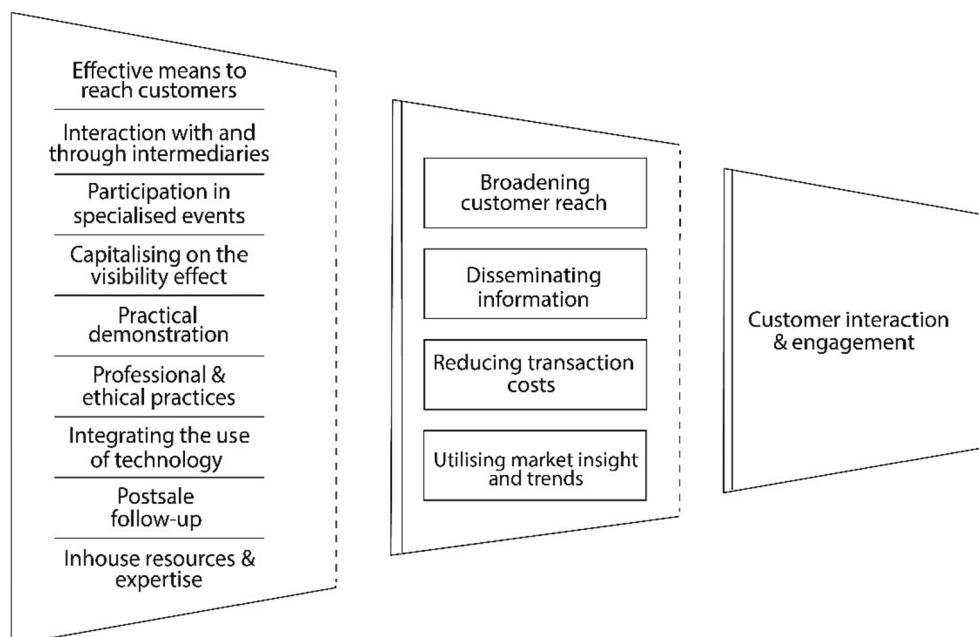 Effective means to
reach customers
Interaction with and
through intermediaries
Participation in
specialised events
Capitalising on the
visibility effect
Practical
demonstration
Professional &
ethical practices
Integrating the use
of technology
Postsale
follow-up
Inhouse resources &
expertise
Broadening
customer reach
Disseminating
information
Reducing transaction
costs
Utilising market insight
and trends
Customer interaction
& engagement